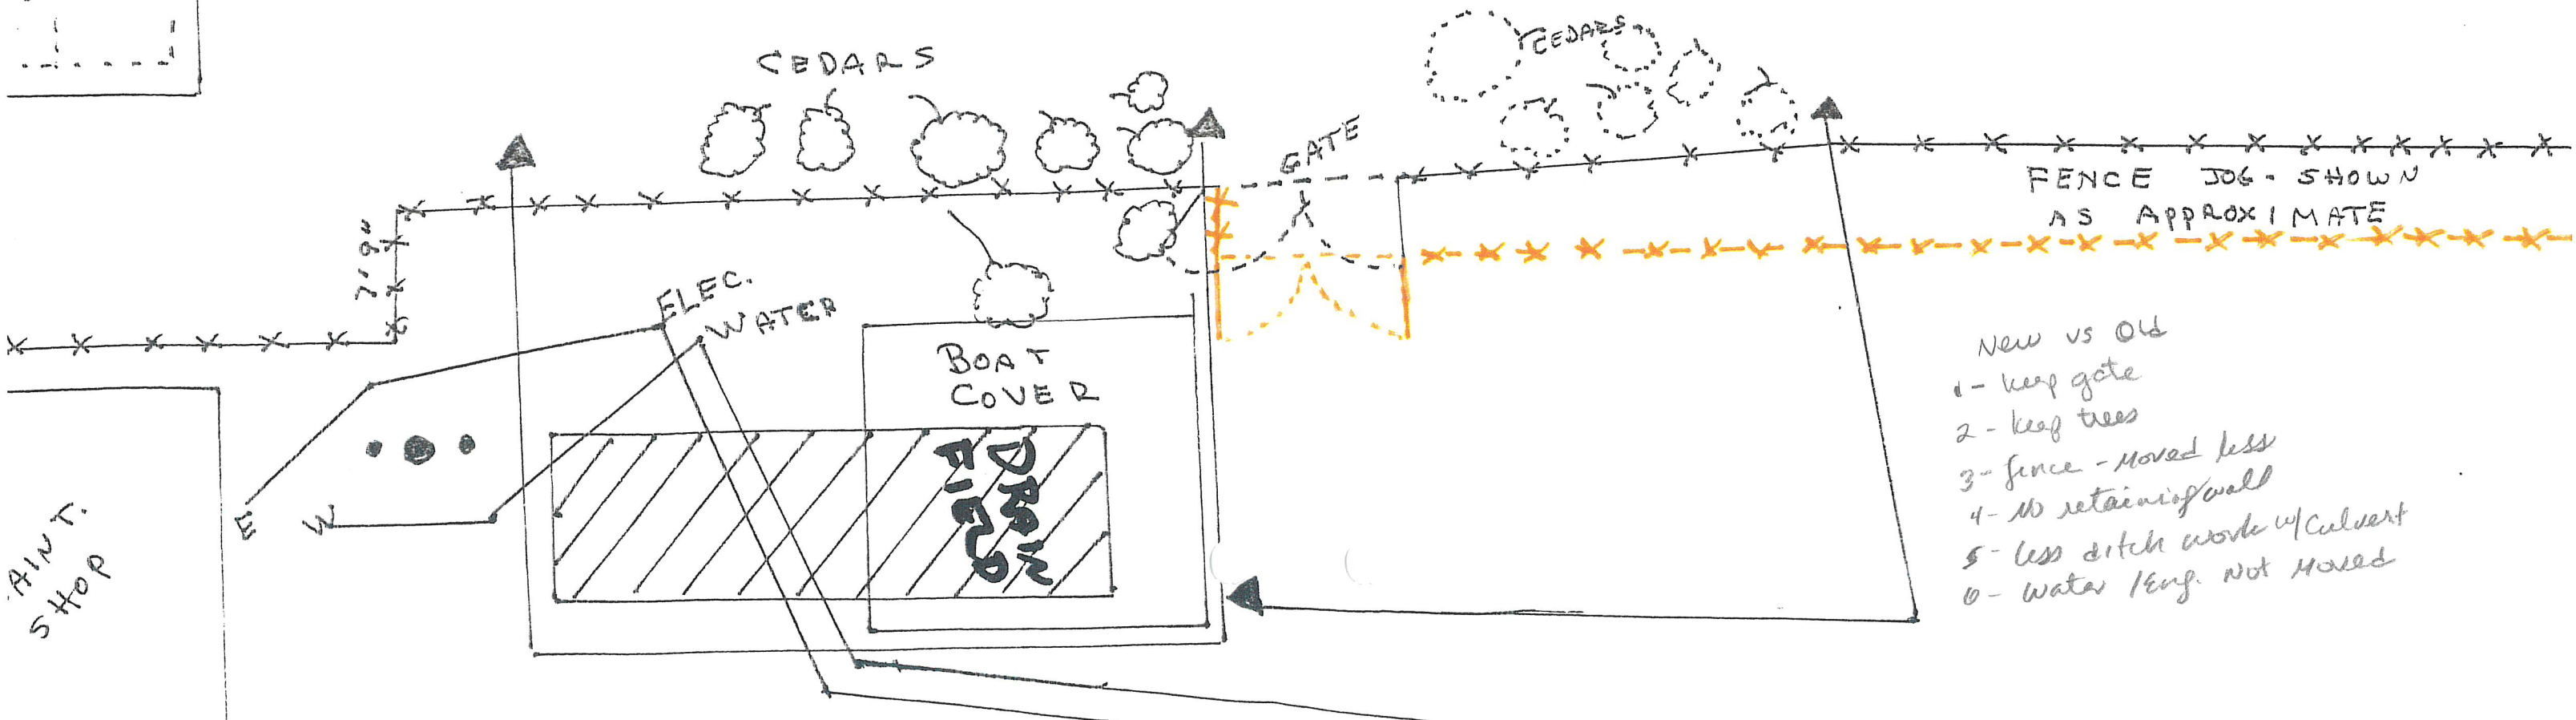 CEDARS
CEDARS
GATE
FENCE JOG - SHOWN
AS APPROXIMATE
7'9"
ELEC.
WATER
BOAT
COVER
DRAIN
FIELD
E
W
AINT.
SHOP
New vs Old
1- keep gate
2- keep trees
3- fence - moved less
4- No retaining wall
5- less ditch work w/ Culvert
6- water / Eng. Not Moved